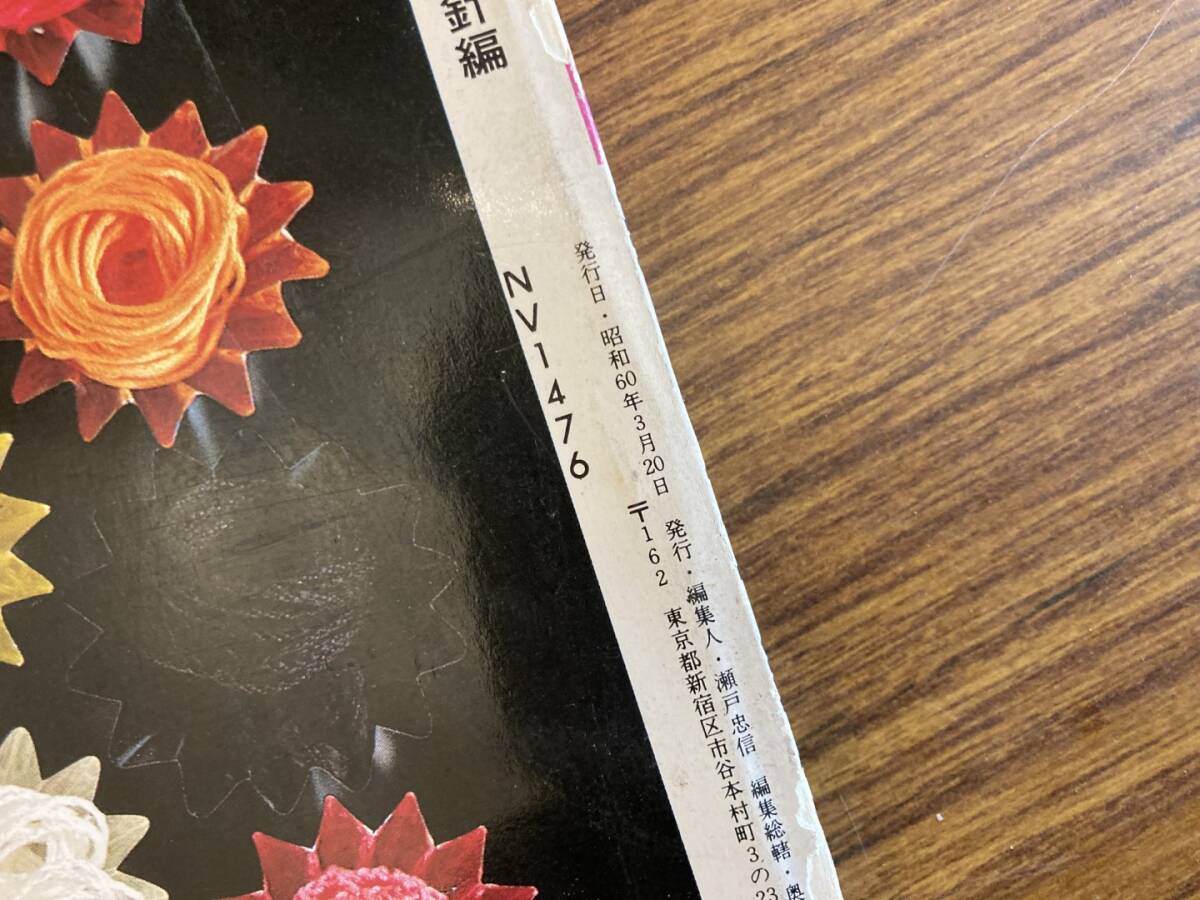 針編
NV1476
発行日・昭和60年3月20日 発行・編集人・瀬戸忠信 編集総轄・奥
〒162 東京都新宿区市谷本村町3の23